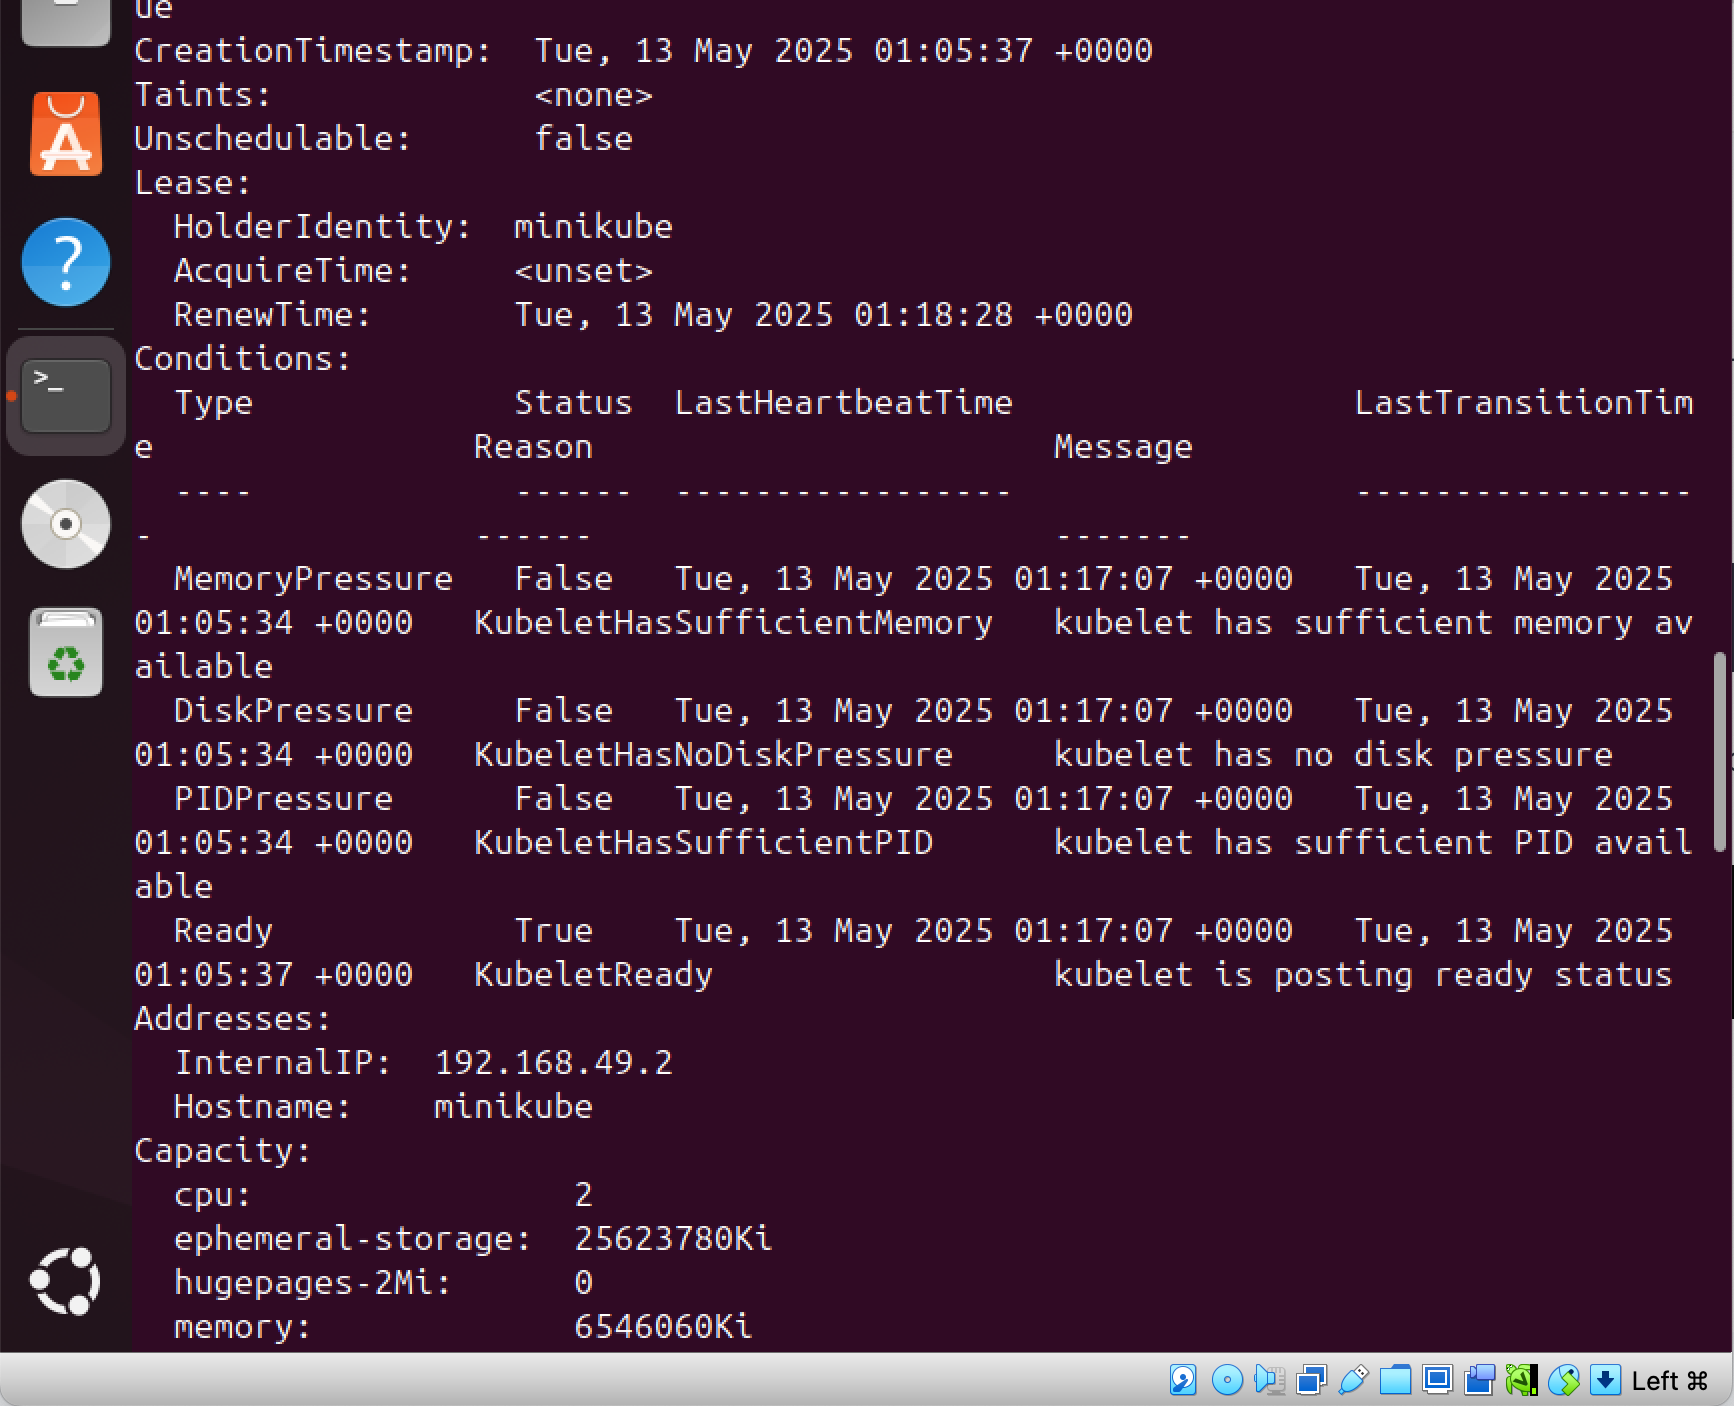 ue
CreationTimestamp:  Tue, 13 May 2025 01:05:37 +0000
Taints:             <none>
Unschedulable:      false
Lease:
  HolderIdentity:  minikube
  AcquireTime:     <unset>
  RenewTime:       Tue, 13 May 2025 01:18:28 +0000
Conditions:
  Type             Status  LastHeartbeatTime                 LastTransitionTim
e                Reason                       Message
  ----             ------  -----------------                 -----------------
-                ------                       -------
  MemoryPressure   False   Tue, 13 May 2025 01:17:07 +0000   Tue, 13 May 2025
01:05:34 +0000   KubeletHasSufficientMemory   kubelet has sufficient memory av
ailable
  DiskPressure     False   Tue, 13 May 2025 01:17:07 +0000   Tue, 13 May 2025
01:05:34 +0000   KubeletHasNoDiskPressure     kubelet has no disk pressure
  PIDPressure      False   Tue, 13 May 2025 01:17:07 +0000   Tue, 13 May 2025
01:05:34 +0000   KubeletHasSufficientPID      kubelet has sufficient PID avail
able
  Ready            True    Tue, 13 May 2025 01:17:07 +0000   Tue, 13 May 2025
01:05:37 +0000   KubeletReady                 kubelet is posting ready status
Addresses:
  InternalIP:  192.168.49.2
  Hostname:    minikube
Capacity:
  cpu:                2
  ephemeral-storage:  25623780Ki
  hugepages-2Mi:      0
  memory:             6546060Ki
Left ⌘